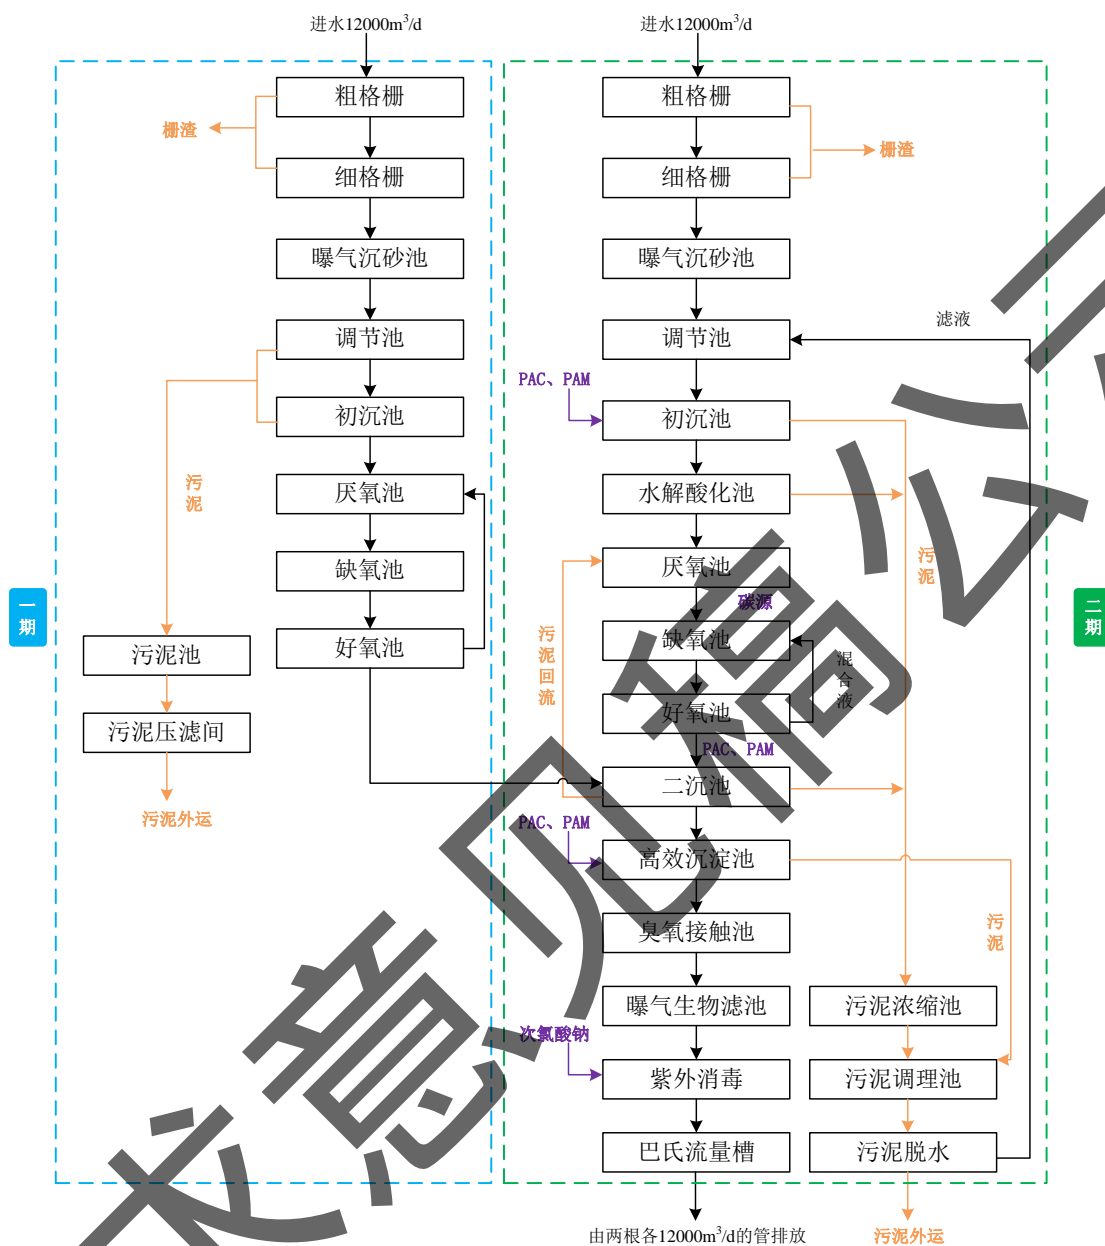 进水12000m³/d
粗格栅
栅渣
细格栅
曝气沉砂池
调节池
初沉池
污泥
厌氧池
缺氧池
好氧池
一期
污泥池
污泥压滤间
污泥外运
进水12000m³/d
粗格栅
栅渣
细格栅
曝气沉砂池
滤液
调节池
PAC、PAM
初沉池
水解酸化池
污泥
厌氧池
碳源
缺氧池
污泥回流
混合液
好氧池
PAC、PAM
二沉池
二期
PAC、PAM
高效沉淀池
臭氧接触池
污泥
曝气生物滤池
污泥浓缩池
次氯酸钠
紫外消毒
污泥调理池
巴氏流量槽
污泥脱水
由两根各12000m³/d的管排放
污泥外运
求意见稿公示